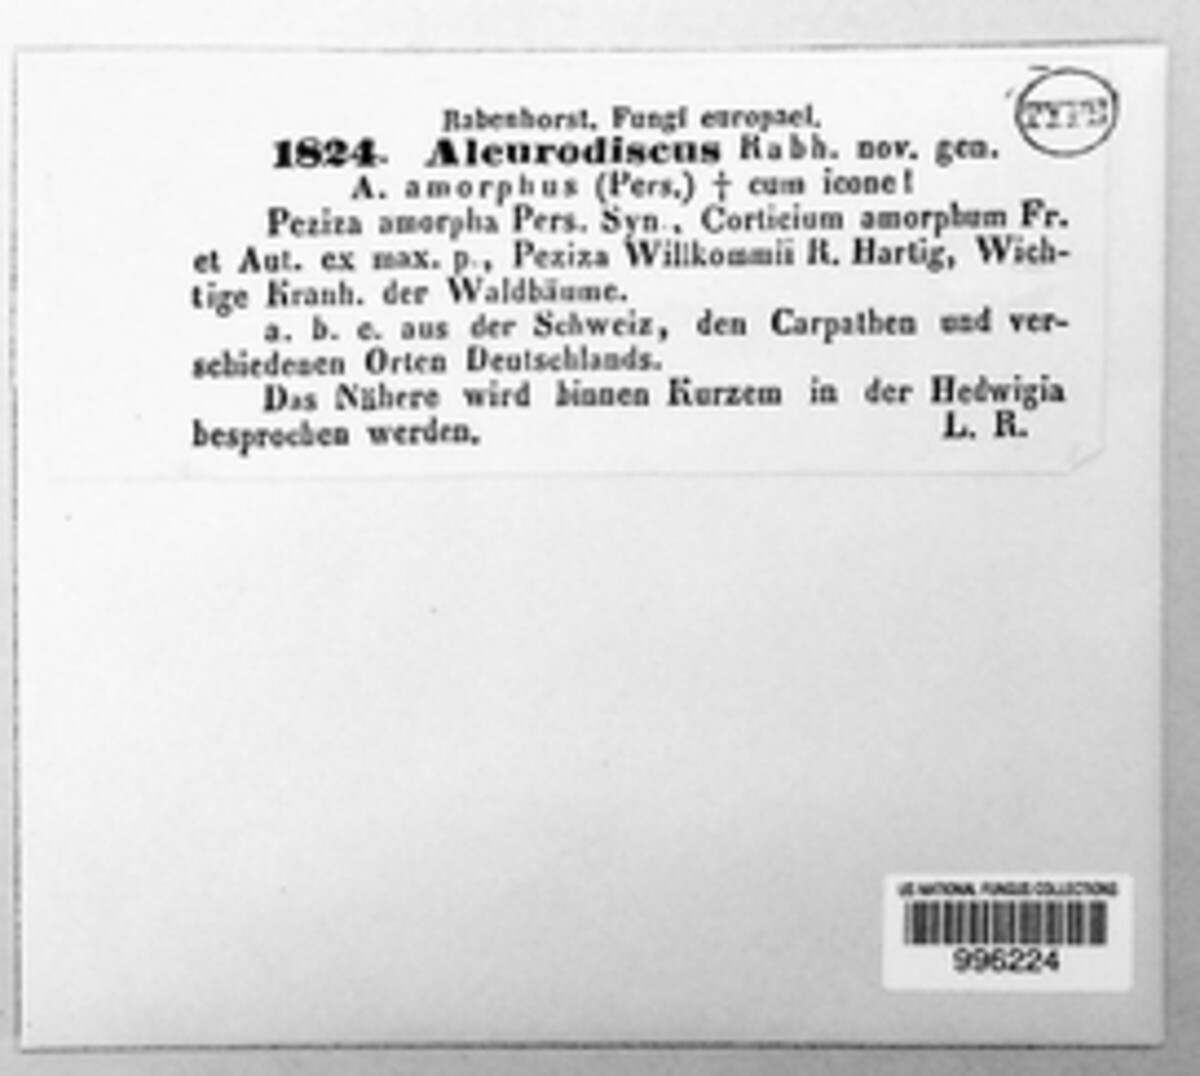 Rabenhorst. Fungi europaei.
TYPE
1824. Aleurodiscus Rabh. nov. gen.
A. amorphus (Pers.) † cum icone!
Peziza amorpha Pers. Syn., Corticium amorphum Fr.
et Aut. ex max. p., Peziza Willkommii R. Hartig, Wich-
tige Krankh. der Waldbäume.
a. b. c. aus der Schweiz, den Carpathen und ver-
schiedenen Orten Deutschlands.
Das Nähere wird binnen Kurzem in der Hedwigia
besprochen werden. L. R.
US NATIONAL FUNGUS COLLECTIONS
996224